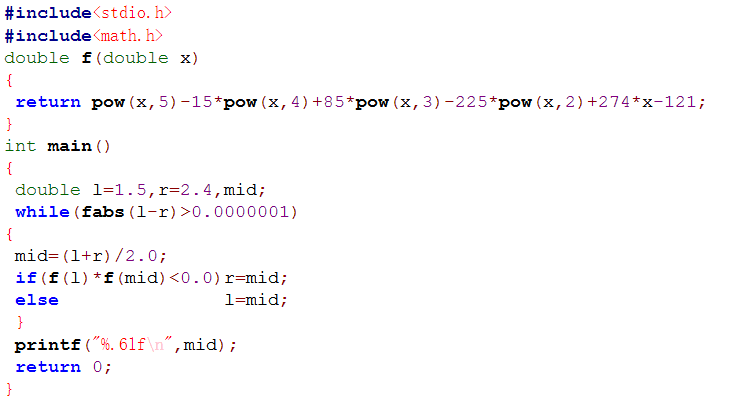 #include<stdio.h>
#include<math.h>
double f(double x)
{
return pow(x,5)-15*pow(x,4)+85*pow(x,3)-225*pow(x,2)+274*x-121;
}
int main()
{
double l=1.5,r=2.4,mid;
while(fabs(l-r)>0.0000001)
{
mid=(l+r)/2.0;
if(f(l)*f(mid)<0.0)r=mid;
else l=mid;
}
printf("%.6lf\n",mid);
return 0;
}